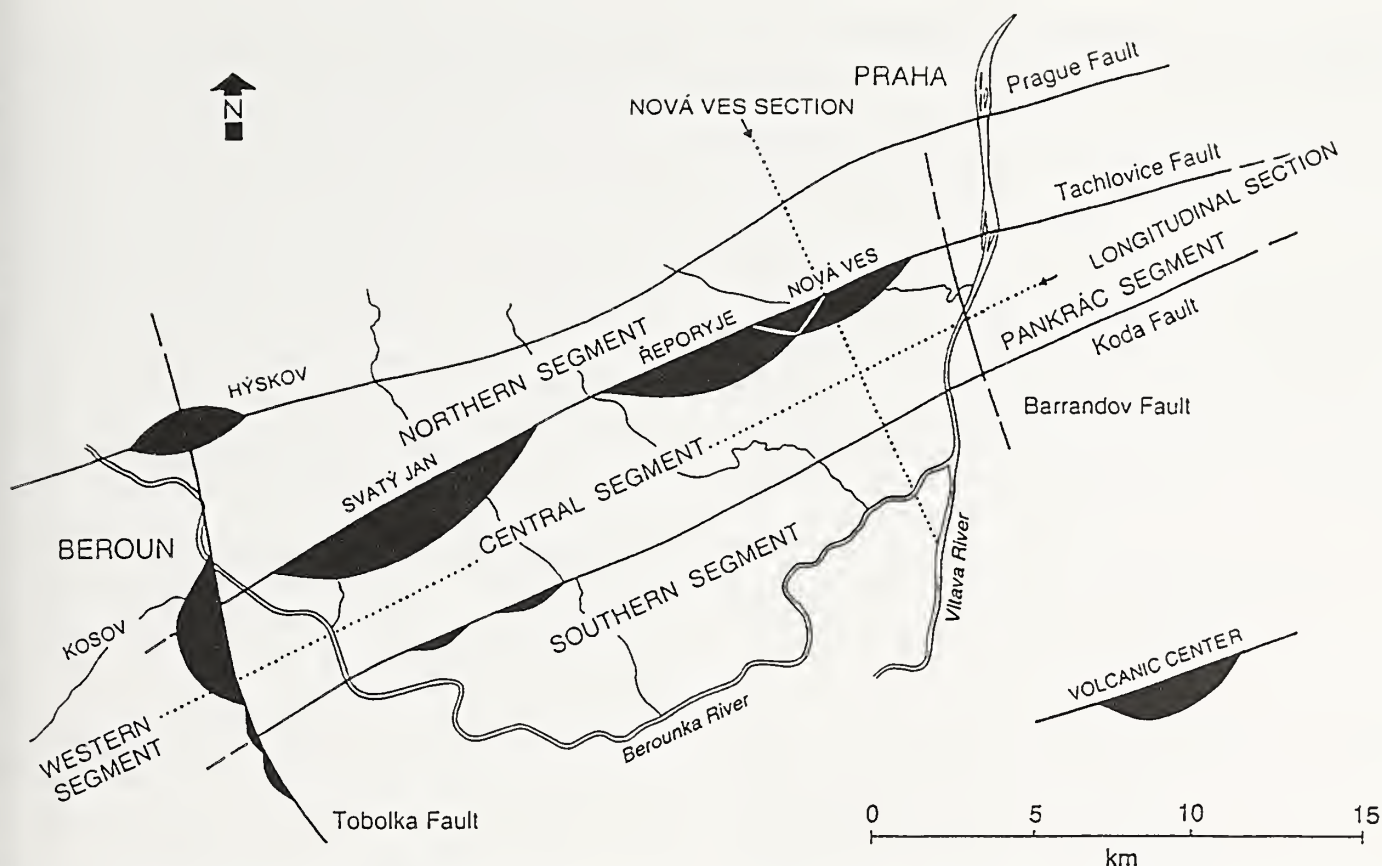 PRAHA
Prague Fault
N
NOVÁ VES SECTION
Tachlovice Fault
LONGITUDINAL SECTION
PANKRÁC SEGMENT
Koda Fault
NOVÁ VES
ŘEPORYJE
NORTHERN SEGMENT
HÝSKOV
Barrandov Fault
SVATÝ JAN
CENTRAL SEGMENT
BEROUN
SOUTHERN SEGMENT
Vltava River
KOSOV
VOLCANIC CENTER
WESTERN
SEGMENT
Berounka River
Tobolka Fault
0 5 10 15
km